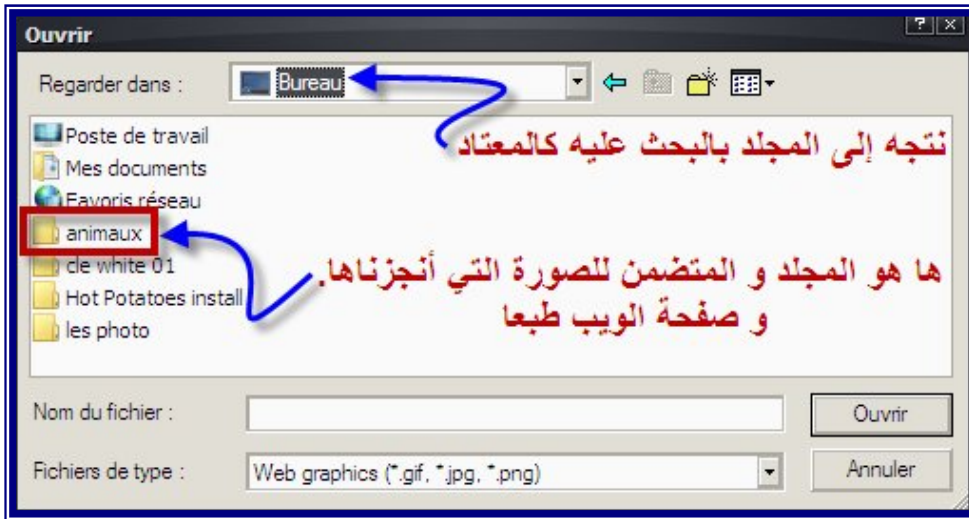 Ouvrir
Regarder dans :
Bureau
Poste de travail
Mes documents
Favoris réseau
animaux
cle white 01
Hot Potatoes install
les photo
نتجه إلى المجلد بالبحث عليه كالمعتاد
ها هو المجلد و المتضمن للصورة التي أنجزناها.
و صفحة الويب طبعا
Nom du fichier :
Ouvrir
Fichiers de type :
Web graphics (*.gif, *.jpg, *.png)
Annuler